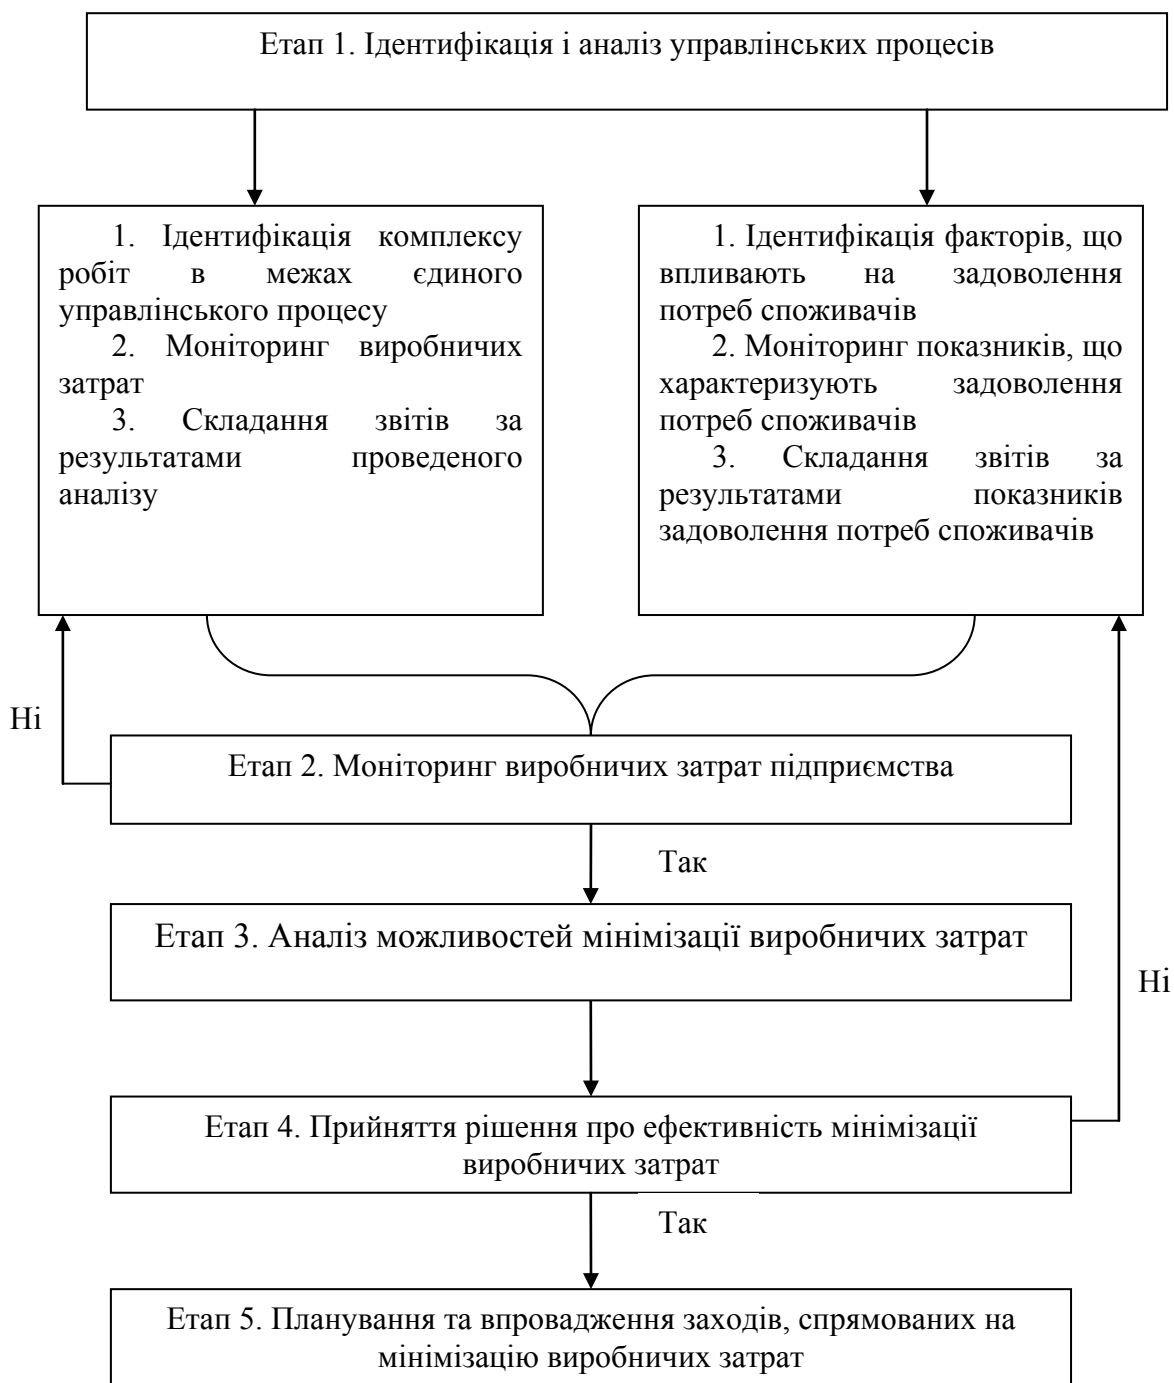 Етап 1. Ідентифікація і аналіз управлінських процесів
1. Ідентифікація комплексу
робіт в межах єдиного
управлінського процесу
2. Моніторинг виробничих
затрат
3. Складання звітів за
результатами проведеного
аналізу
1. Ідентифікація факторів, що
впливають на задоволення
потреб споживачів
2. Моніторинг показників, що
характеризують задоволення
потреб споживачів
3. Складання звітів за
результатами показників
задоволення потреб споживачів
Ні
Етап 2. Моніторинг виробничих затрат підприємства
Так
Етап 3. Аналіз можливостей мінімізації виробничих затрат
Ні
Етап 4. Прийняття рішення про ефективність мінімізації
виробничих затрат
Так
Етап 5. Планування та впровадження заходів, спрямованих на
мінімізацію виробничих затрат